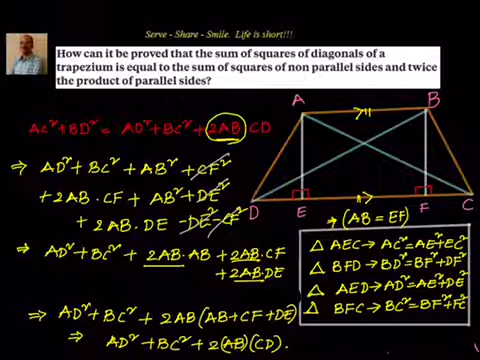 Serve - Share - Smile. Life is short!!!
How can it be proved that the sum of squares of diagonals of a
trapezium is equal to the sum of squares of non parallel sides and twice
the product of parallel sides?
AC²+BD² = AD²+BC²+2AB.CD
⇒ AD²+BC²+AB²+CF²
+2AB.CF+AB²+DE²
+2AB.DE-DE²-CF²
⇒ AD²+BC²+2AB.AB+2AB.CF
+2AB.DE
⇒ AD²+BC²+2AB(AB+CF+DE)
⇒ AD²+BC²+2(AB)(CD).
A
B
D
E
F
C
→ (AB=EF)
△ AEC→AC²=AE²+EC²
△ BFD→BD²=BF²+DF²
△ AED→AD²=AE²+DE²
△ BFC→BC²=BF²+FC²